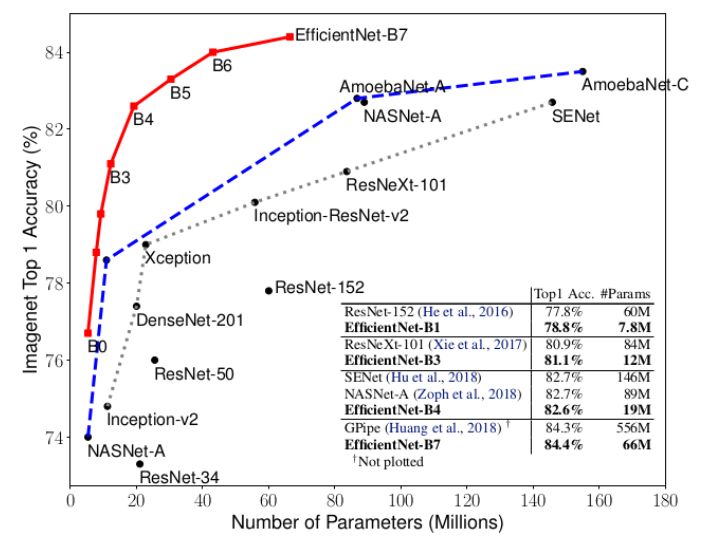 84
82
80
78
76
74
Imagenet Top 1 Accuracy (%)
EfficientNet-B7
B6
B5
B4
B3
B0
AmoebaNet-A
AmoebaNet-C
NASNet-A
SENet
ResNeXt-101
Inception-ResNet-v2
Xception
ResNet-152
DenseNet-201
ResNet-50
Inception-v2
NASNet-A
ResNet-34
Top1 Acc. #Params
ResNet-152 (He et al., 2016) 77.8% 60M
EfficientNet-B1 78.8% 7.8M
ResNeXt-101 (Xie et al., 2017) 80.9% 84M
EfficientNet-B3 81.1% 12M
SENet (Hu et al., 2018) 82.7% 146M
NASNet-A (Zoph et al., 2018) 82.7% 89M
EfficientNet-B4 82.6% 19M
GPipe (Huang et al., 2018) † 84.3% 556M
EfficientNet-B7 84.4% 66M
†Not plotted
0 20 40 60 80 100 120 140 160 180
Number of Parameters (Millions)